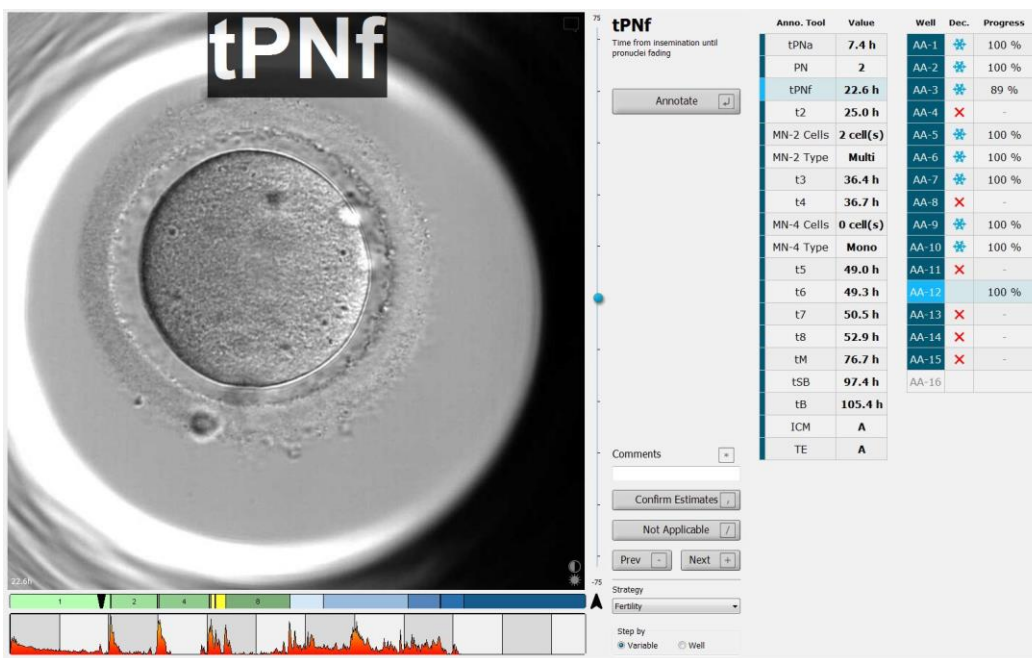 tPNf
22.6h
1 2 4 8
75
-75
tPNf
Time from insemination until
pronuclei fading
Annotate
Comments
Confirm Estimates ,
Not Applicable /
Prev - Next +
Strategy
Fertility
Step by
Variable Well
Anno. Tool Value
tPNa 7.4 h
PN 2
tPNf 22.6 h
t2 25.0 h
MN-2 Cells 2 cell(s)
MN-2 Type Multi
t3 36.4 h
t4 36.7 h
MN-4 Cells 0 cell(s)
MN-4 Type Mono
t5 49.0 h
t6 49.3 h
t7 50.5 h
t8 52.9 h
tM 76.7 h
tSB 97.4 h
tB 105.4 h
ICM A
TE A
Well Dec. Progress
AA-1 100 %
AA-2 100 %
AA-3 89 %
AA-4 -
AA-5 100 %
AA-6 100 %
AA-7 100 %
AA-8 -
AA-9 100 %
AA-10 100 %
AA-11 -
AA-12 100 %
AA-13 -
AA-14 -
AA-15 -
AA-16